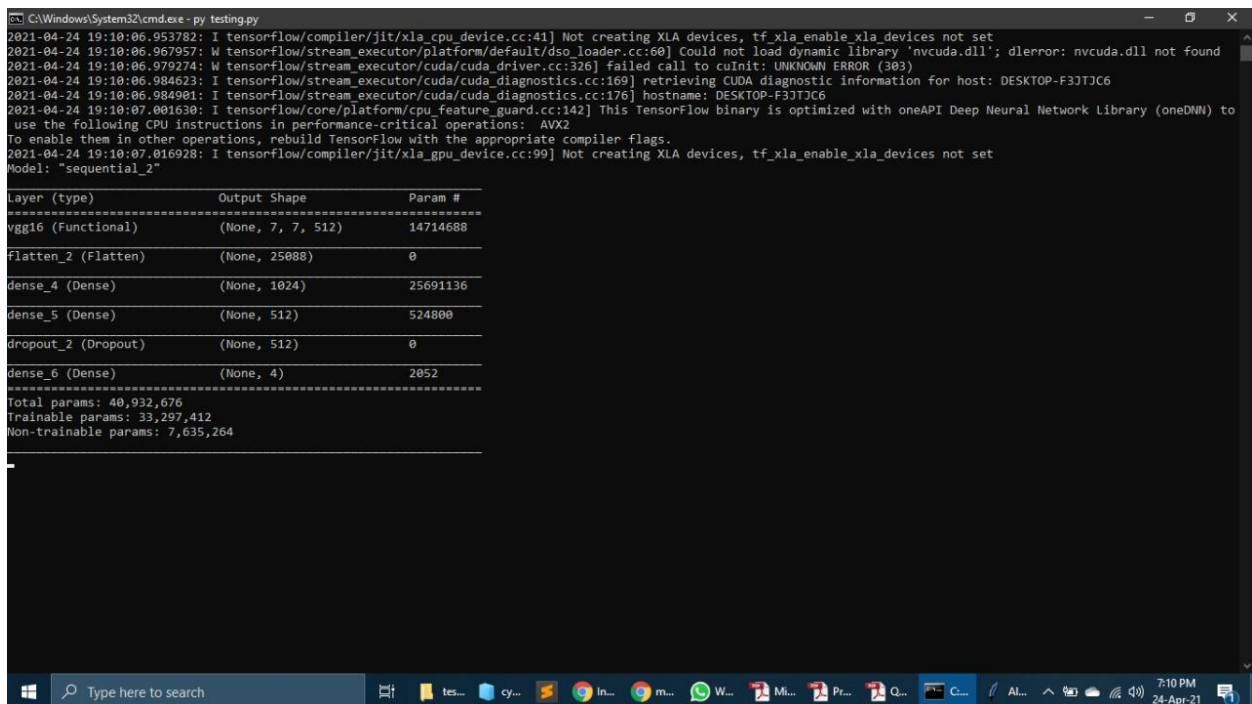 C:\Windows\System32\cmd.exe - py testing.py
2021-04-24 19:10:06.953782: I tensorflow/compiler/jit/xla_cpu_device.cc:41] Not creating XLA devices, tf_xla_enable_xla_devices not set
2021-04-24 19:10:06.967957: W tensorflow/stream_executor/platform/default/dso_loader.cc:60] Could not load dynamic library 'nvcuda.dll'; dlerror: nvcuda.dll not found
2021-04-24 19:10:06.979274: W tensorflow/stream_executor/cuda/cuda_driver.cc:326] failed call to cuInit: UNKNOWN ERROR (303)
2021-04-24 19:10:06.984623: I tensorflow/stream_executor/cuda/cuda_diagnostics.cc:169] retrieving CUDA diagnostic information for host: DESKTOP-F3JTJC6
2021-04-24 19:10:06.984901: I tensorflow/stream_executor/cuda/cuda_diagnostics.cc:176] hostname: DESKTOP-F3JTJC6
2021-04-24 19:10:07.001630: I tensorflow/core/platform/cpu_feature_guard.cc:142] This TensorFlow binary is optimized with oneAPI Deep Neural Network Library (oneDNN) to
use the following CPU instructions in performance-critical operations:  AVX2
To enable them in other operations, rebuild TensorFlow with the appropriate compiler flags.
2021-04-24 19:10:07.016928: I tensorflow/compiler/jit/xla_gpu_device.cc:99] Not creating XLA devices, tf_xla_enable_xla_devices not set
Model: "sequential_2"
Layer (type) Output Shape Param #
vgg16 (Functional) (None, 7, 7, 512) 14714688
flatten_2 (Flatten) (None, 25088) 0
dense_4 (Dense) (None, 1024) 25691136
dense_5 (Dense) (None, 512) 524800
dropout_2 (Dropout) (None, 512) 0
dense_6 (Dense) (None, 4) 2052
Total params: 40,932,676
Trainable params: 33,297,412
Non-trainable params: 7,635,264
Type here to search tes... cy... In... m... W... Mi... Pr... Q... C:... Al... 7:10 PM
24-Apr-21